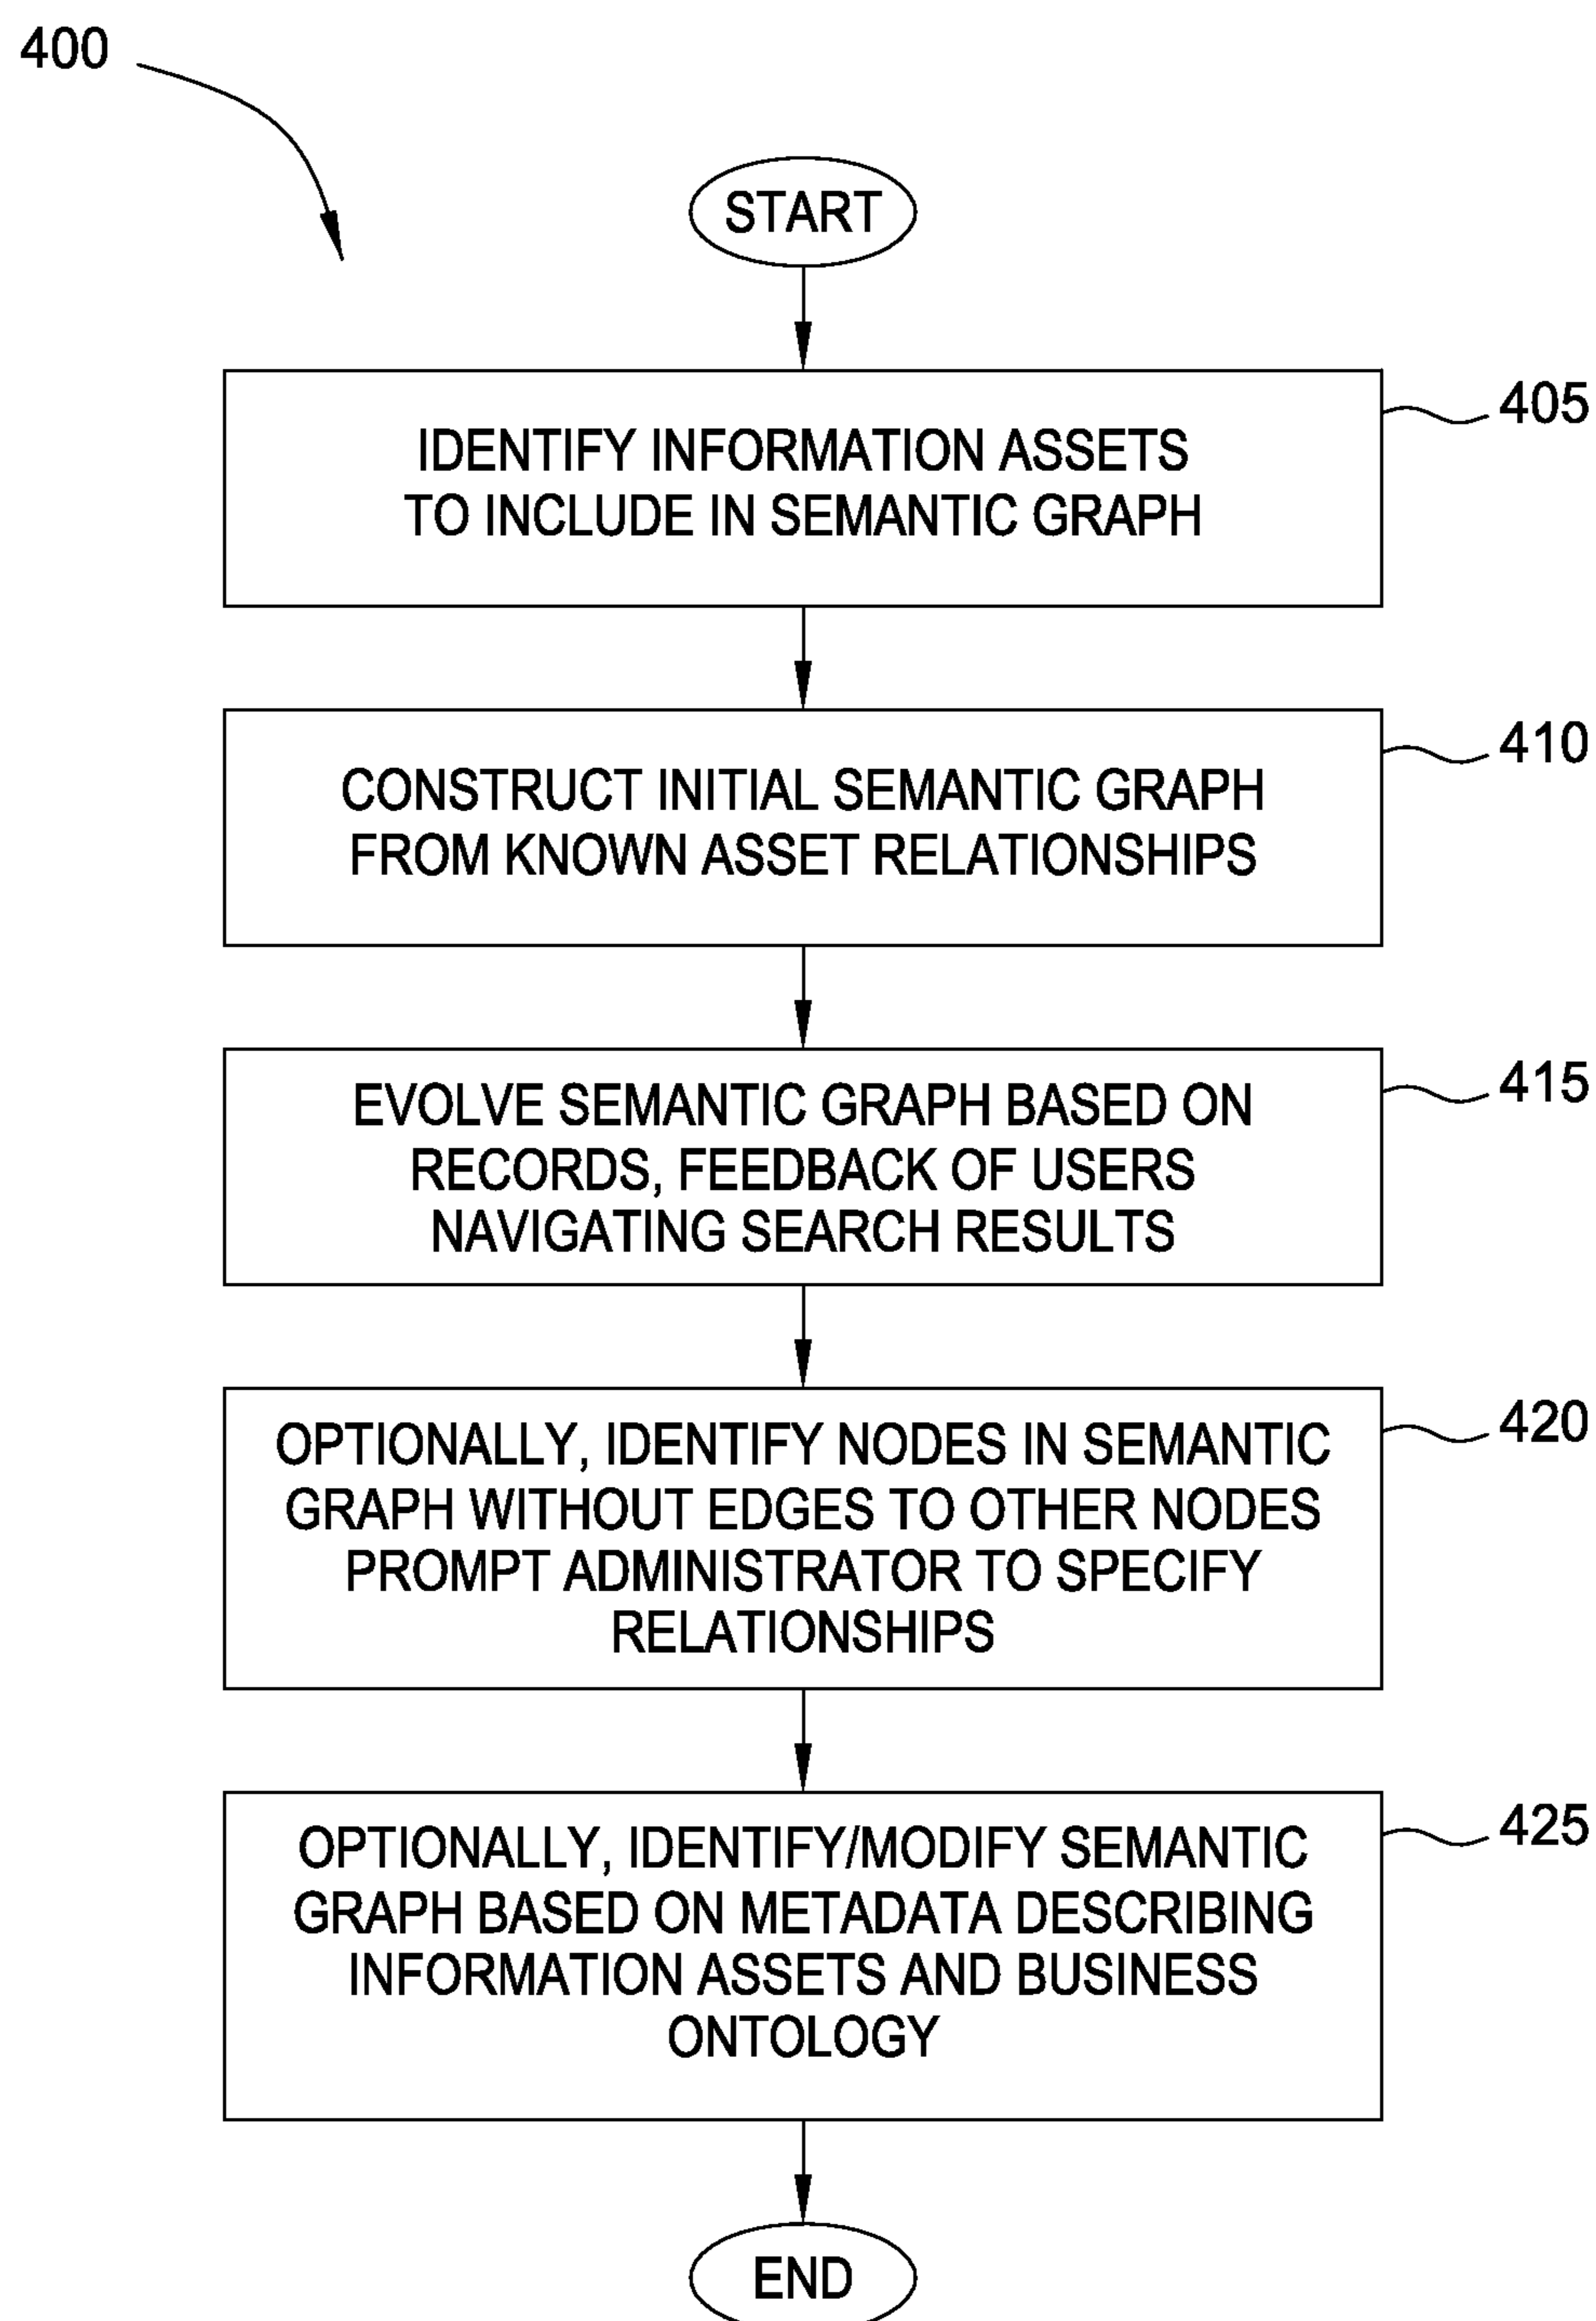 400
START
405
IDENTIFY INFORMATION ASSETS
TO INCLUDE IN SEMANTIC GRAPH
410
CONSTRUCT INITIAL SEMANTIC GRAPH
FROM KNOWN ASSET RELATIONSHIPS
415
EVOLVE SEMANTIC GRAPH BASED ON
RECORDS, FEEDBACK OF USERS
NAVIGATING SEARCH RESULTS
420
OPTIONALLY, IDENTIFY NODES IN SEMANTIC
GRAPH WITHOUT EDGES TO OTHER NODES
PROMPT ADMINISTRATOR TO SPECIFY
RELATIONSHIPS
425
OPTIONALLY, IDENTIFY/MODIFY SEMANTIC
GRAPH BASED ON METADATA DESCRIBING
INFORMATION ASSETS AND BUSINESS
ONTOLOGY
END